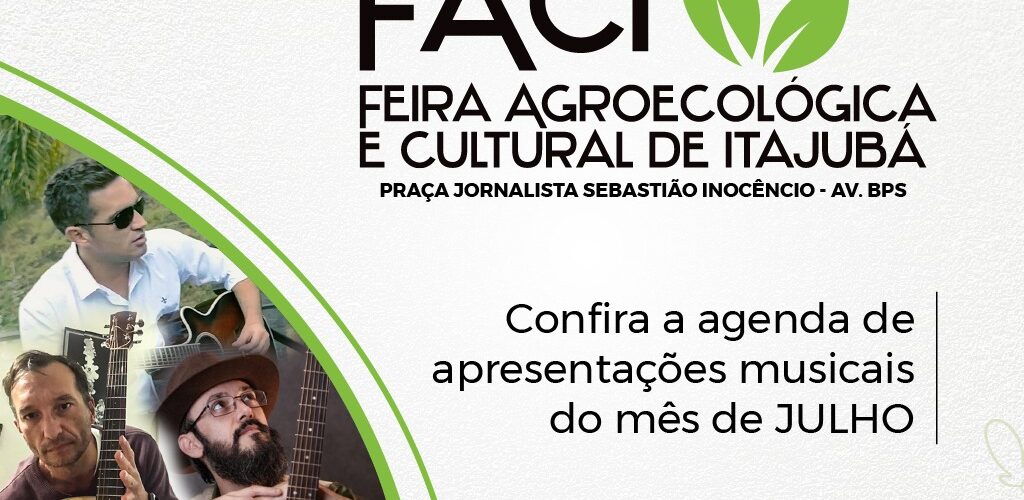 FACI
FEIRA AGROECOLÓGICA
E CULTURAL DE ITAJUBÁ
PRAÇA JORNALISTA SEBASTIÃO INOCÊNCIO - AV. BPS
Confira a agenda de
apresentações musicais
do mês de JULHO